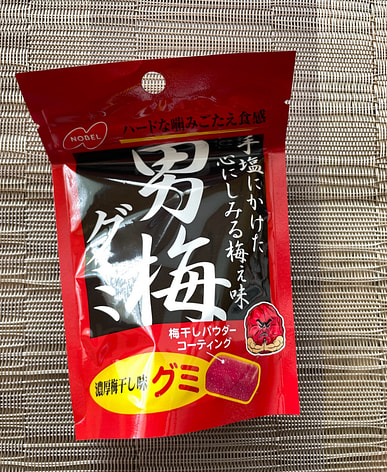 NOBEL
ハードな噛みごたえ食感
手塩にかけた
心にしみる梅ぇ味
男梅
グミ
梅干しパウダー
コーティング
濃厚梅干し味
グミ